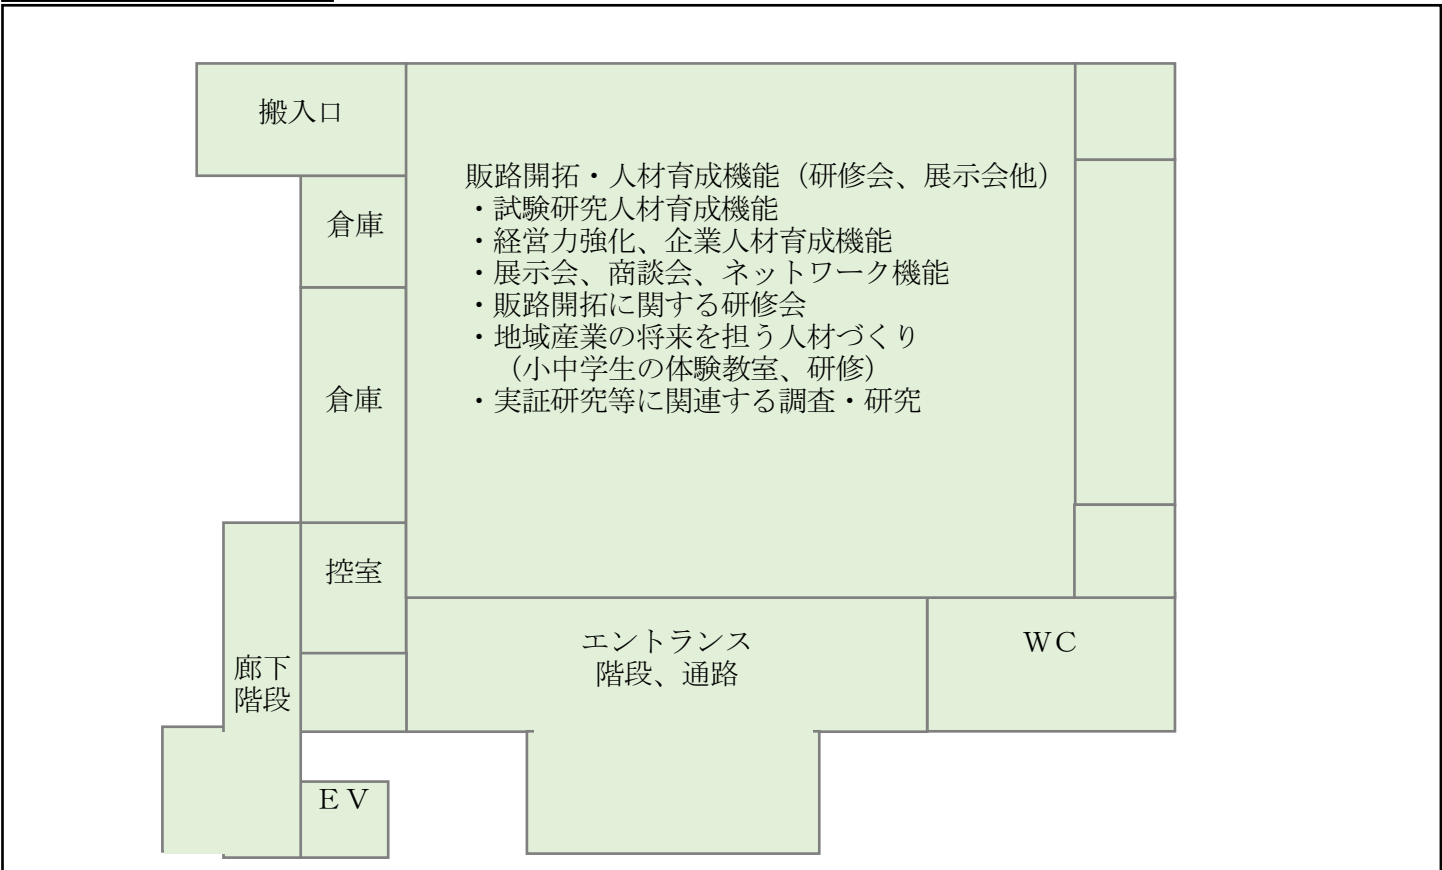 搬入口
販路開拓・人材育成機能（研修会、展示会他）
・試験研究人材育成機能
・経営力強化、企業人材育成機能
・展示会、商談会、ネットワーク機能
・販路開拓に関する研修会
・地域産業の将来を担う人材づくり
（小中学生の体験教室、研修）
・実証研究等に関連する調査・研究
倉庫
倉庫
控室
エントランス
階段、通路
ＷＣ
廊下
階段
ＥＶ